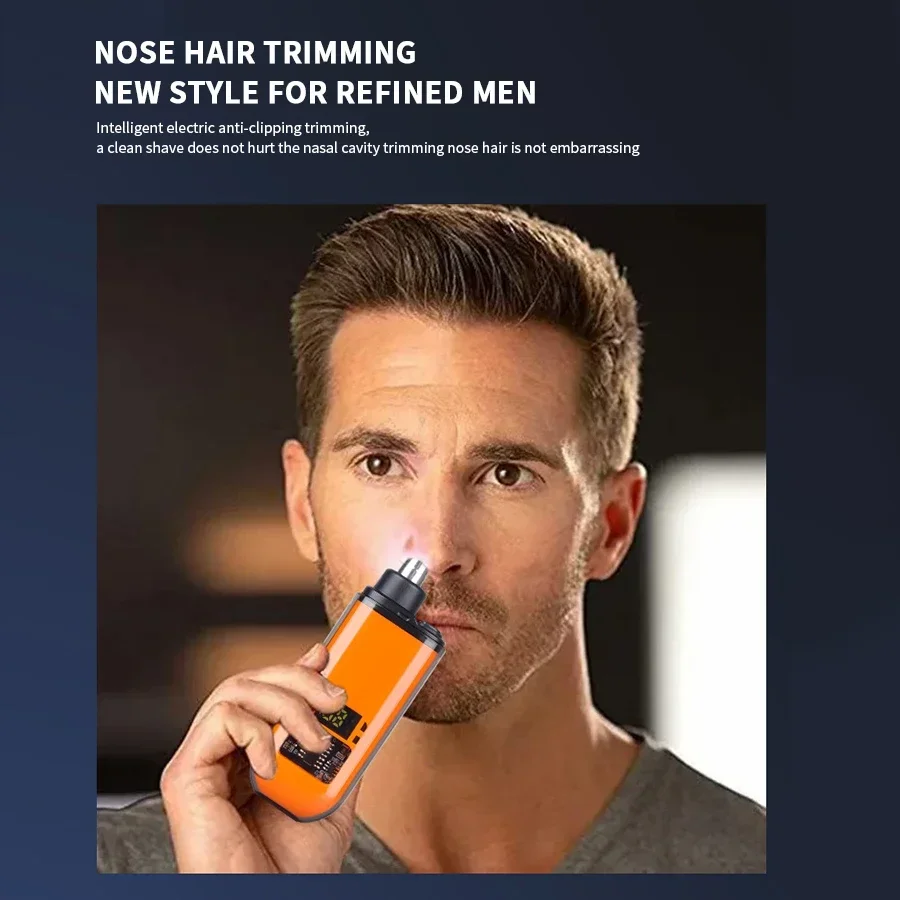 NOSE HAIR TRIMMING
NEW STYLE FOR REFINED MEN
Intelligent electric anti-clipping trimming,
a clean shave does not hurt the nasal cavity trimming nose hair is not embarrassing